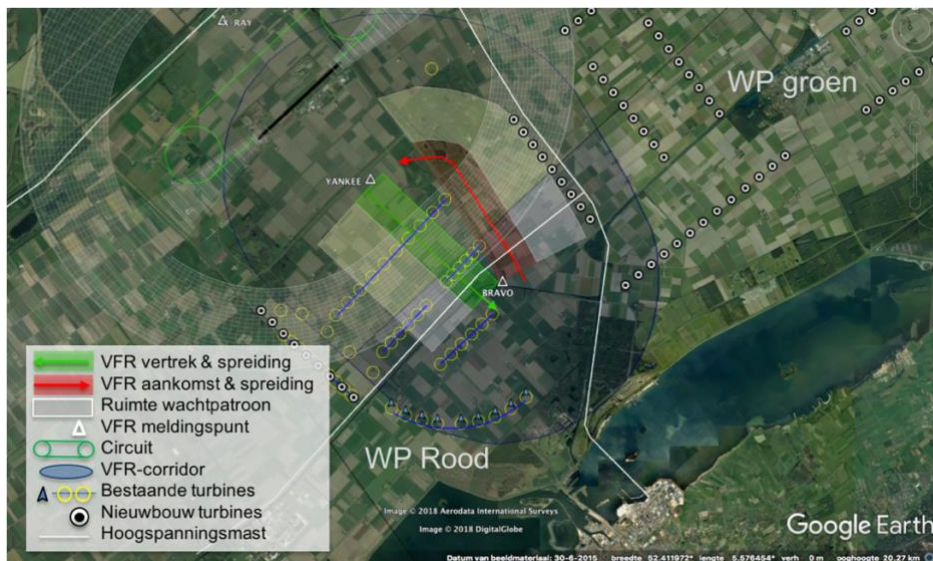 RAY
WP groen
YANKEE
BRAVO
VFR vertrek & spreiding
VFR aankomst & spreiding
Ruimte wachtpatroon
VFR meldingspunt
Circuit
VFR-corridor
Bestaande turbines
Nieuwbouw turbines
Hoogspanningsmast
WP Rood
Image © 2018 Aerodata International Surveys
Image © 2018 DigitalGlobe
Google Earth
Datum van beeldmateriaal: 30-6-2015 breedte 52.411972° lengte 5.576454° verh 0 m ooghoogte 20.27 km